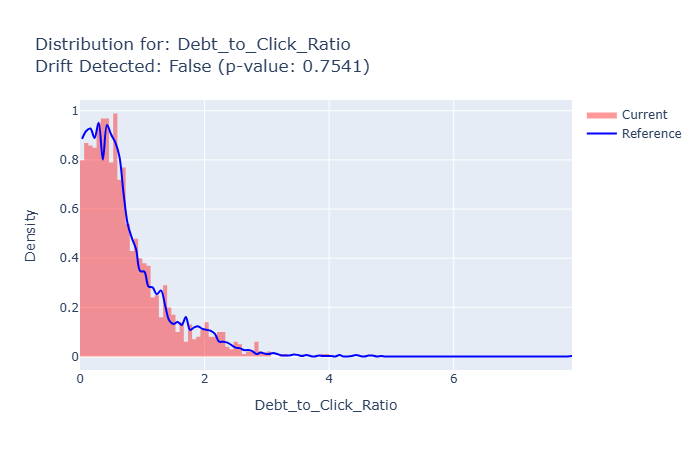 Distribution for: Debt_to_Click_Ratio
Drift Detected: False (p-value: 0.7541)
1
0.8
0.6
0.4
0.2
0
0 2 4 6
Density
Debt_to_Click_Ratio
Current
Reference